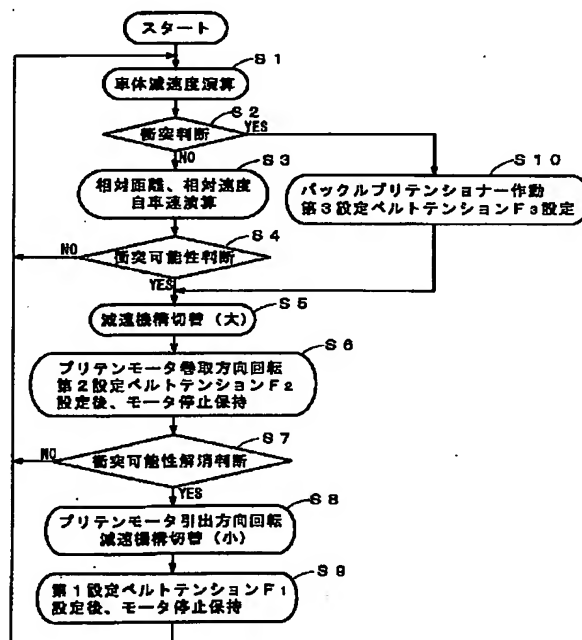 スタート
S1
車体減速度演算
S2
衝突判断
YES
NO
S3
相対距離、相対速度
自車速演算
S10
バックルプリテンショナー作動
第3設定ベルトテンションF3設定
S4
衝突可能性判断
NO
YES
S5
減速機構切替(大)
S6
プリテンモータ巻取方向回転
第2設定ベルトテンションF2
設定後、モータ停止保持
S7
衝突可能性解消判断
NO
YES
S8
プリテンモータ引出方向回転
減速機構切替(小)
S9
第1設定ベルトテンションF1
設定後、モータ停止保持